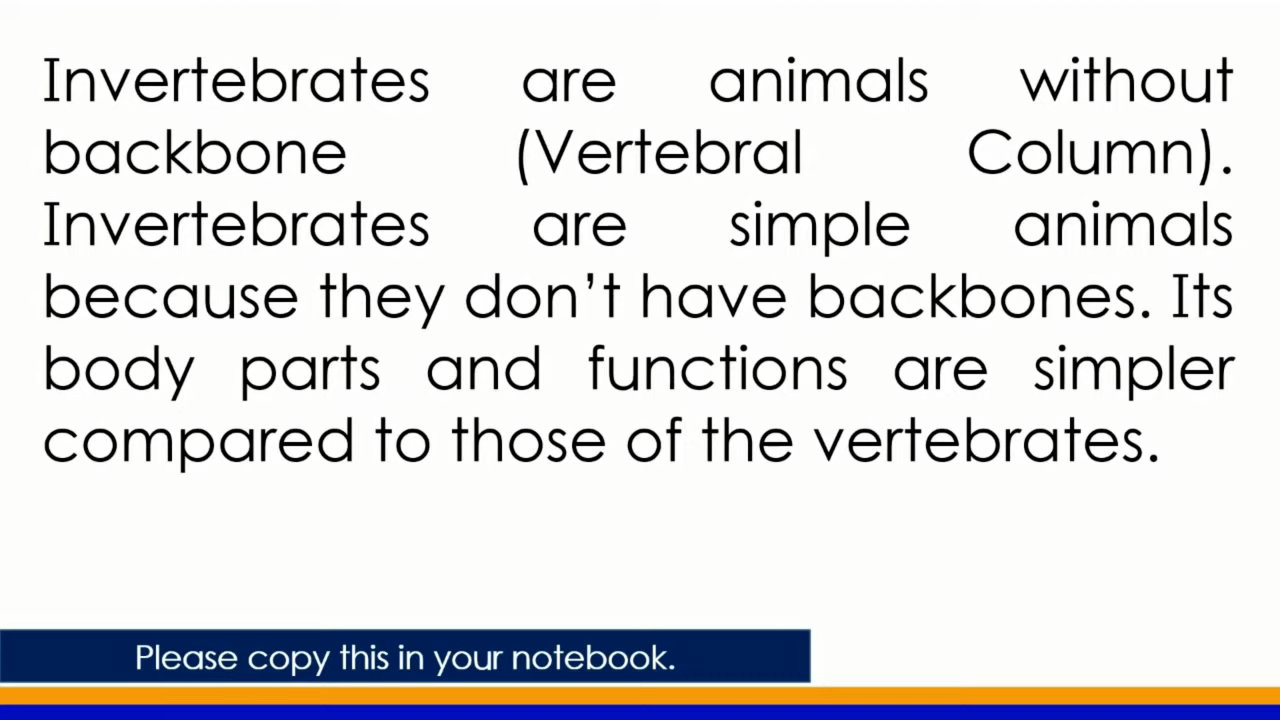 Invertebrates are animals without
backbone (Vertebral Column).
Invertebrates are simple animals
because they don’t have backbones. Its
body parts and functions are simpler
compared to those of the vertebrates.
Please copy this in your notebook.